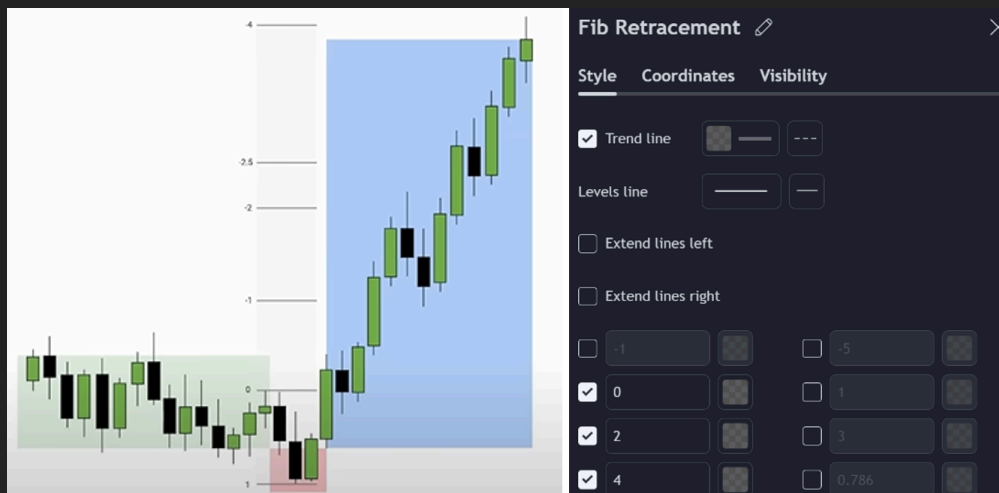 -4
-2.5
-2
-1
0
1
Fib Retracement
Style Coordinates Visibility
Trend line
Levels line
Extend lines left
Extend lines right
-1 -5
0 1
2 3
4 0.786